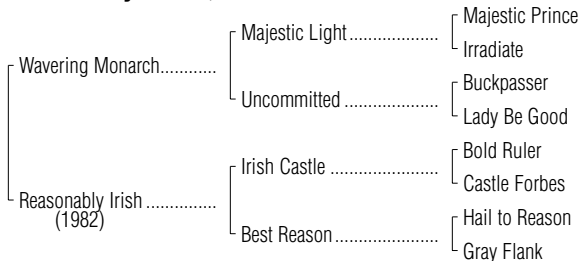 Majestic Prince
Majestic Light....................
Irradiate
Wavering Monarch............
Buckpasser
Uncommitted .....................
Lady Be Good
Bold Ruler
Irish Castle ........................
Castle Forbes
Reasonably Irish ...............
(1982)
Hail to Reason
Best Reason.......................
Gray Flank